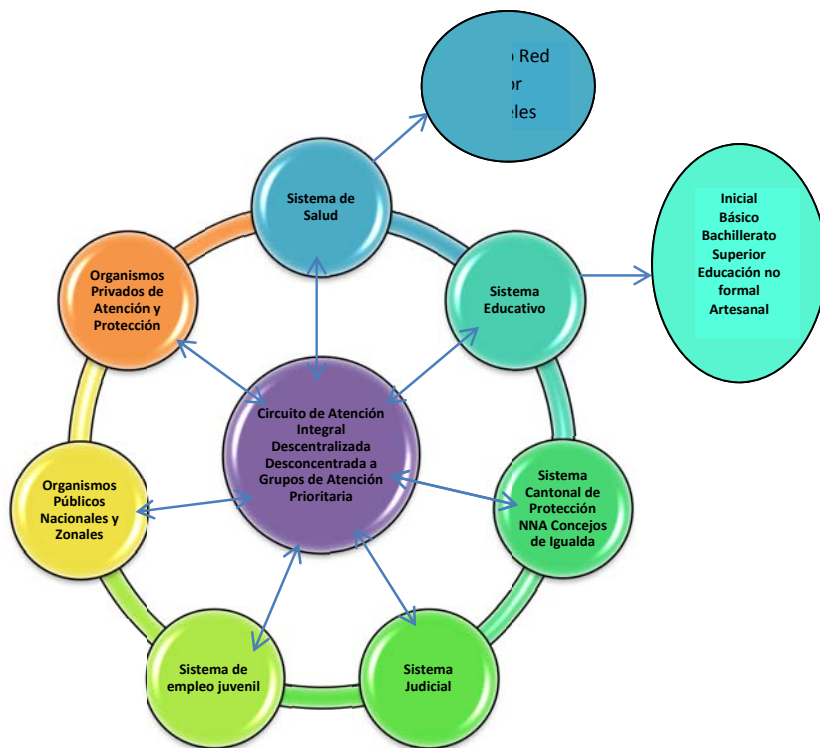 Red
Sistema de
Salud
Inicial
Básico
Bachillerato
Superior
Educación no
formal
Artesanal
Organismos
Privados de
Atención y
Protección
Sistema
Educativo
Circuito de Atención
Integral
Descentralizada
Desconcentrada a
Grupos de Atención
Prioritaria
Organismos
Públicos
Nacionales y
Zonales
Sistema
Cantonal de
Protección
NNA Concejos
de Igualda
Sistema de
empleo juvenil
Sistema
Judicial